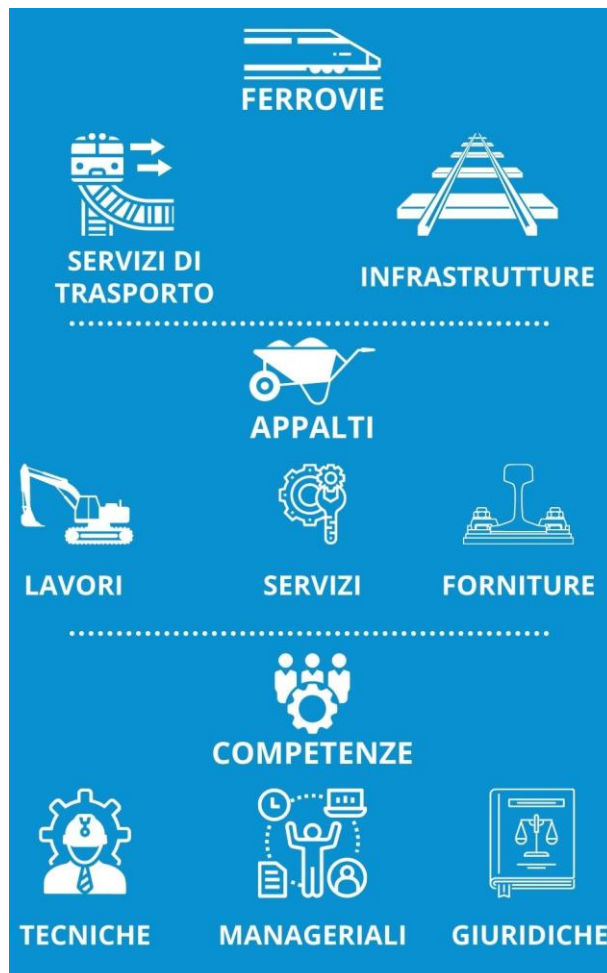 FERROVIE
SERVIZI DI
TRASPORTO
INFRASTRUTTURE
APPALTI
LAVORI
SERVIZI
FORNITURE
COMPETENZE
TECNICHE
MANAGERIALI
GIURIDICHE